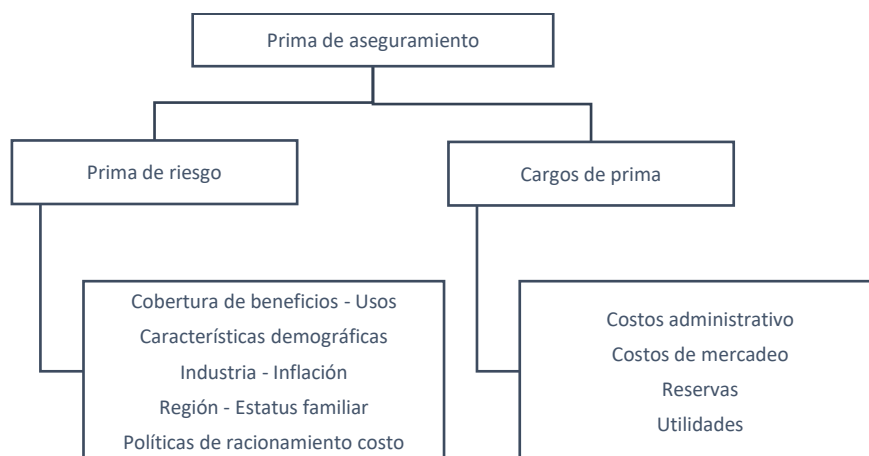 Prima de aseguramiento
Prima de riesgo
Cargos de prima
Cobertura de beneficios - Usos
Características demográficas
Industria - Inflación
Región - Estatus familiar
Políticas de racionamiento costo
Costos administrativo
Costos de mercadeo
Reservas
Utilidades